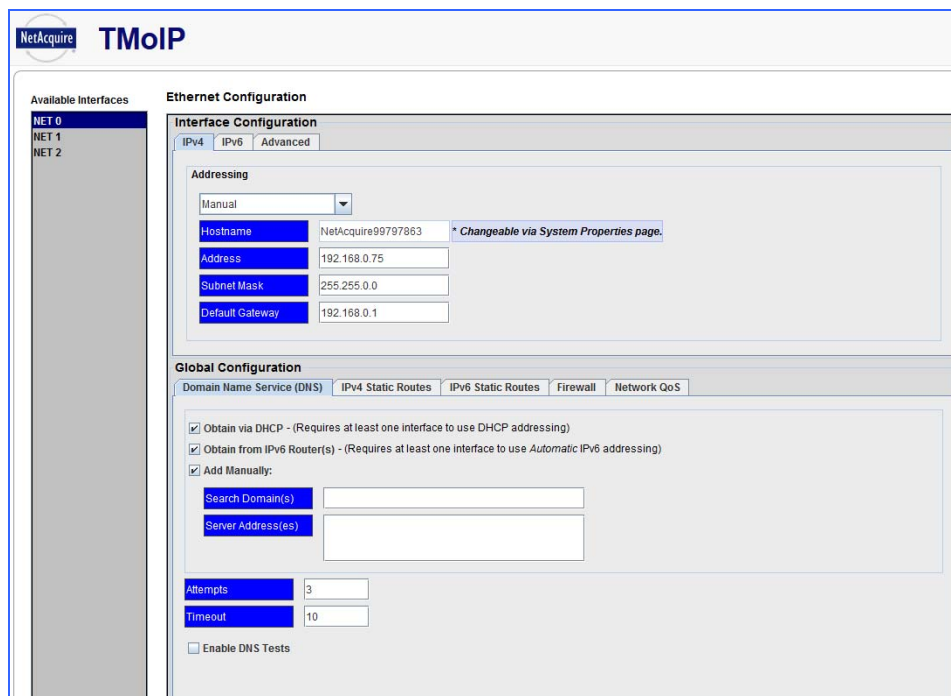 NetAcquire
TMoIP
Available Interfaces
NET 0
NET 1
NET 2
Ethernet Configuration
Interface Configuration
IPv4 IPv6 Advanced
Addressing
Manual
Hostname NetAcquire99797863 * Changeable via System Properties page.
Address 192.168.0.75
Subnet Mask 255.255.0.0
Default Gateway 192.168.0.1
Global Configuration
Domain Name Service (DNS) IPv4 Static Routes IPv6 Static Routes Firewall Network QoS
Obtain via DHCP - (Requires at least one interface to use DHCP addressing)
Obtain from IPv6 Router(s) - (Requires at least one interface to use Automatic IPv6 addressing)
Add Manually:
Search Domain(s)
Server Address(es)
Attempts 3
Timeout 10
Enable DNS Tests